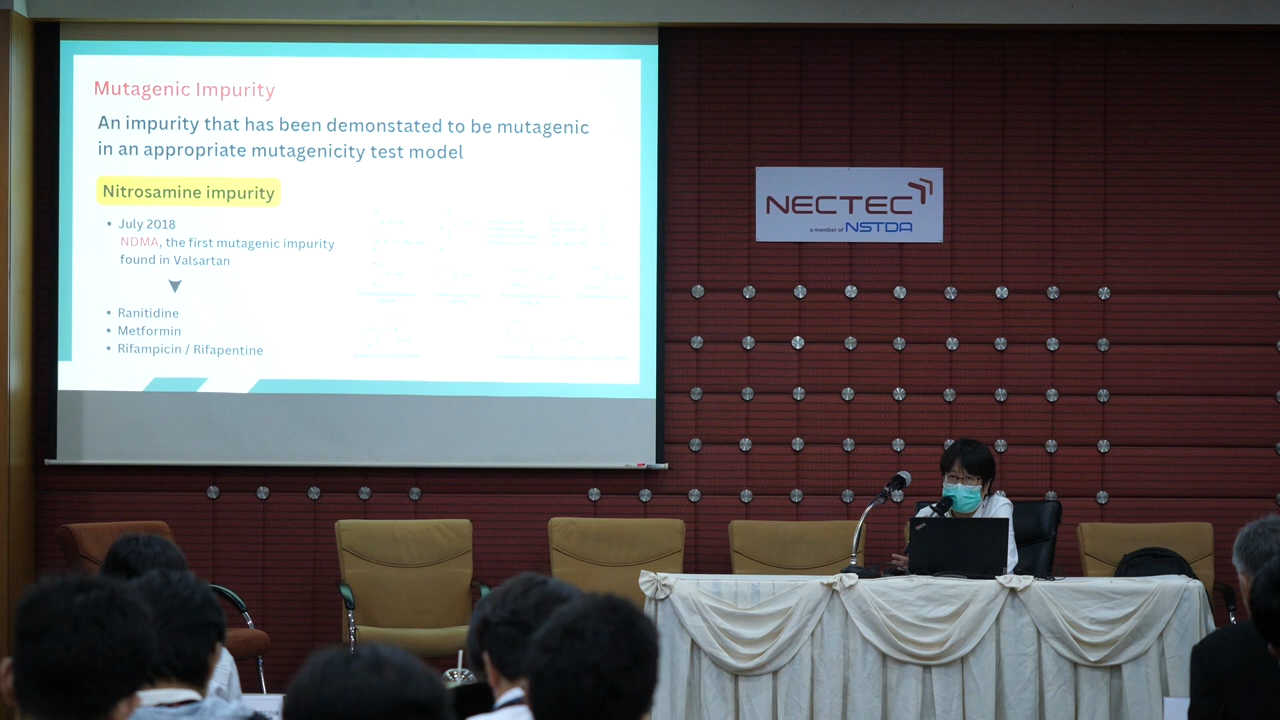 Mutagenic Impurity
An impurity that has been demonstated to be mutagenic
in an appropriate mutagenicity test model
Nitrosamine impurity
• July 2018
NDMA, the first mutagenic impurity
found in Valsartan
• Ranitidine
• Metformin
• Rifampicin / Rifapentine
NECTEC
a member of NSTDA